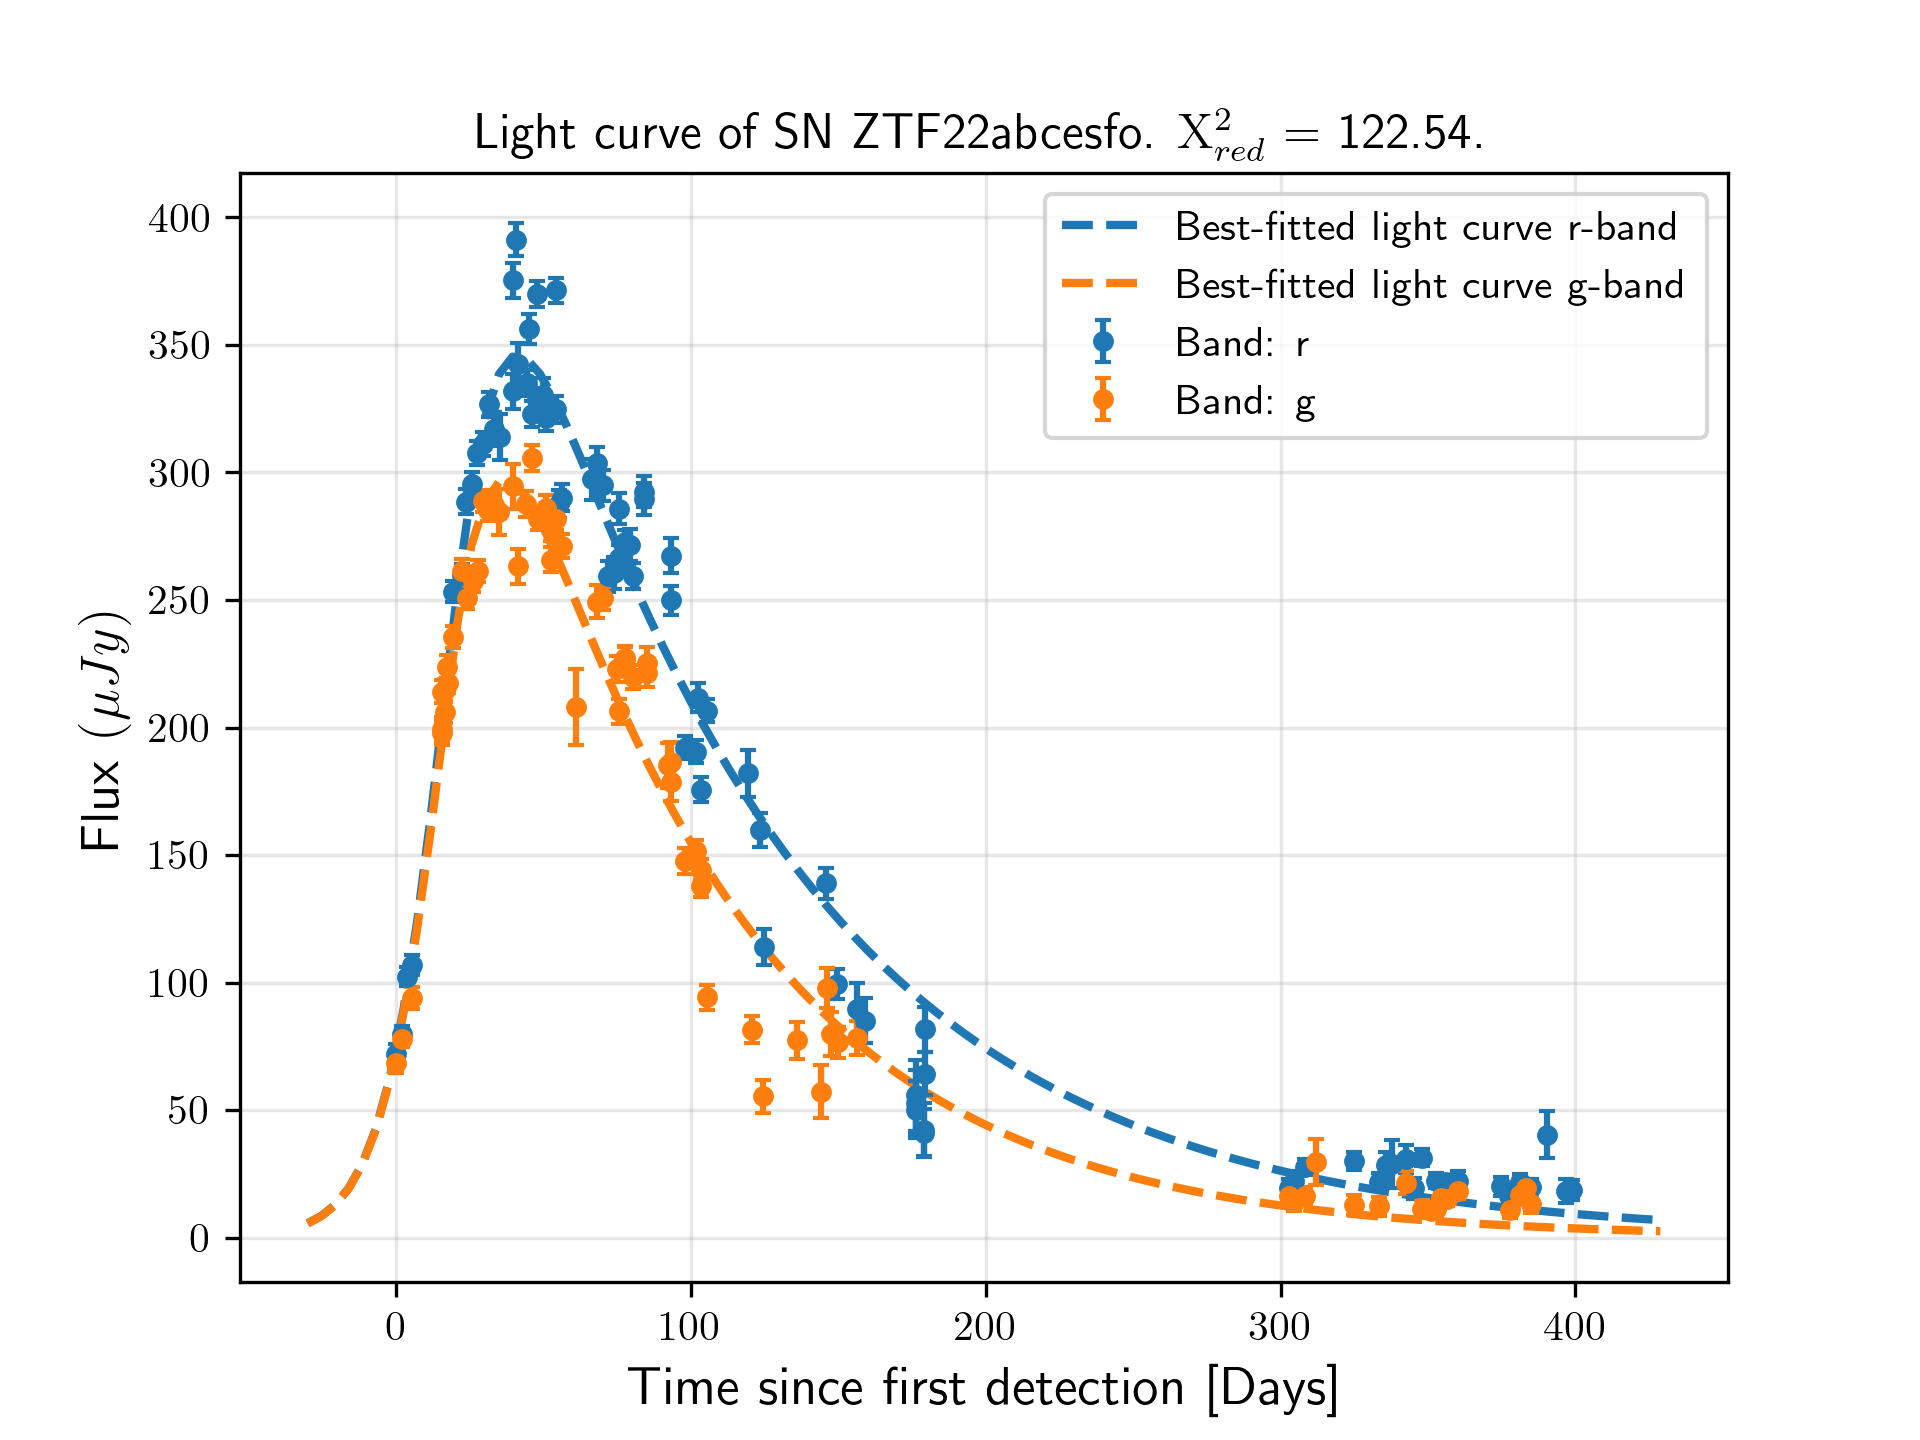 Light curve of SN ZTF22abcesfo. Χ²_red = 122.54.
Best-fitted light curve r-band
Best-fitted light curve g-band
Band: r
Band: g
Flux (μJy)
400
350
300
250
200
150
100
50
0
0 100 200 300 400
Time since first detection [Days]